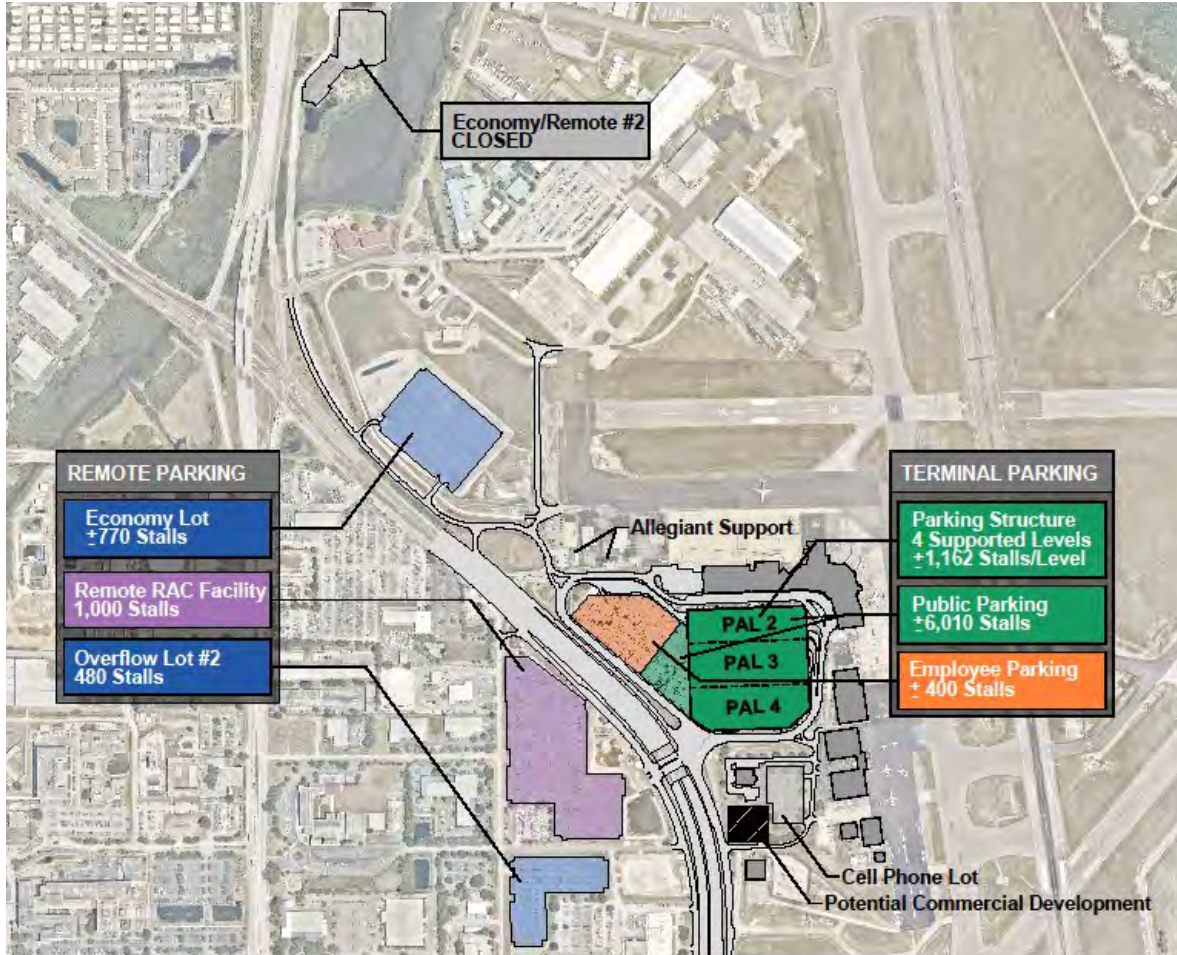 Economy/Remote #2
CLOSED
REMOTE PARKING
Economy Lot
±770 Stalls
Remote RAC Facility
1,000 Stalls
Overflow Lot #2
480 Stalls
Allegiant Support
TERMINAL PARKING
Parking Structure
4 Supported Levels
±1,162 Stalls/Level
Public Parking
±6,010 Stalls
Employee Parking
± 400 Stalls
PAL 2
PAL 3
PAL 4
Cell Phone Lot
Potential Commercial Development